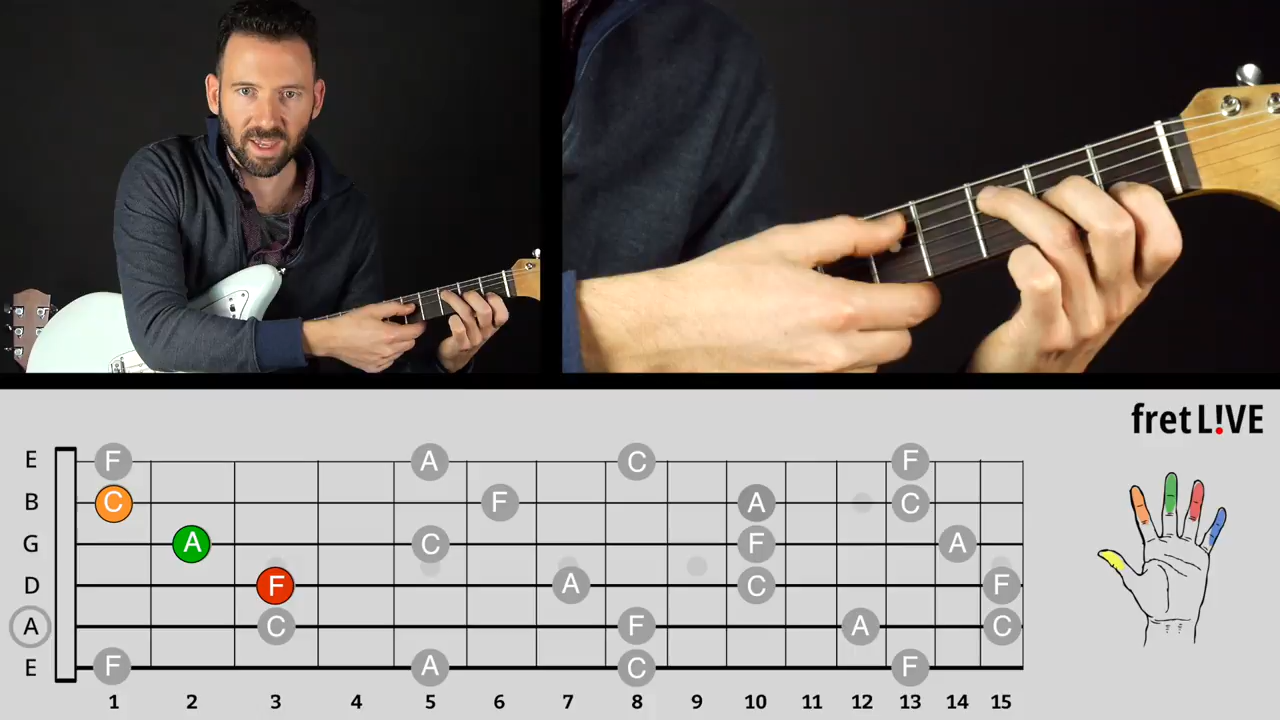 fret L!VE
E F A C F
B C F A C
G A C F A
D F A C F
A C F A C
E F A C F
1 2 3 4 5 6 7 8 9 10 11 12 13 14 15